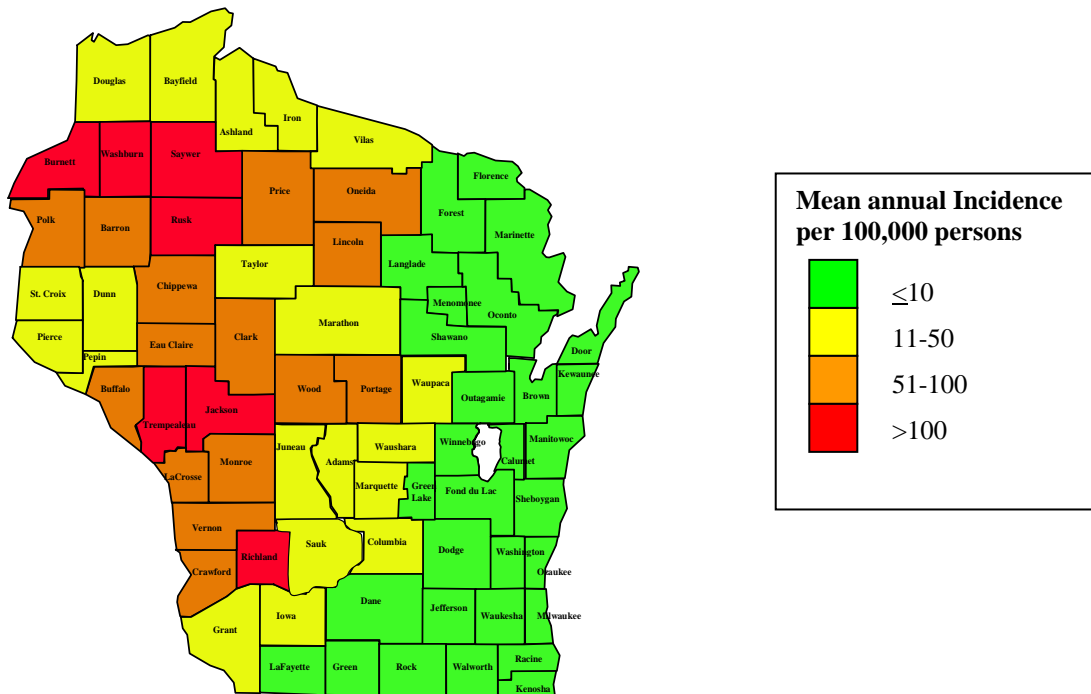 Douglas
Bayfield
Ashland
Iron
Vilas
Burnett
Washburn
Saywer
Florence
Price
Oneida
Forest
Polk
Barron
Rusk
Marinette
Lincoln
Langlade
Taylor
St. Croix
Dunn
Chippewa
Menomonee
Oconto
Marathon
Pierce
Eau Claire
Clark
Shawano
Door
Pepin
Kewaunee
Buffalo
Wood
Portage
Waupaca
Outagamie
Brown
Trempealeau
Jackson
Juneau
Adams
Waushara
Winnebago
Manitowoc
Calumet
LaCrosse
Monroe
Marquette
Green
Lake
Fond du Lac
Sheboygan
Vernon
Richland
Sauk
Columbia
Dodge
Washington
Ozaukee
Crawford
Dane
Jefferson
Waukesha
Milwaukee
Grant
Iowa
LaFayette
Green
Rock
Walworth
Racine
Kenosha
Mean annual Incidence
per 100,000 persons
≤10
11-50
51-100
>100